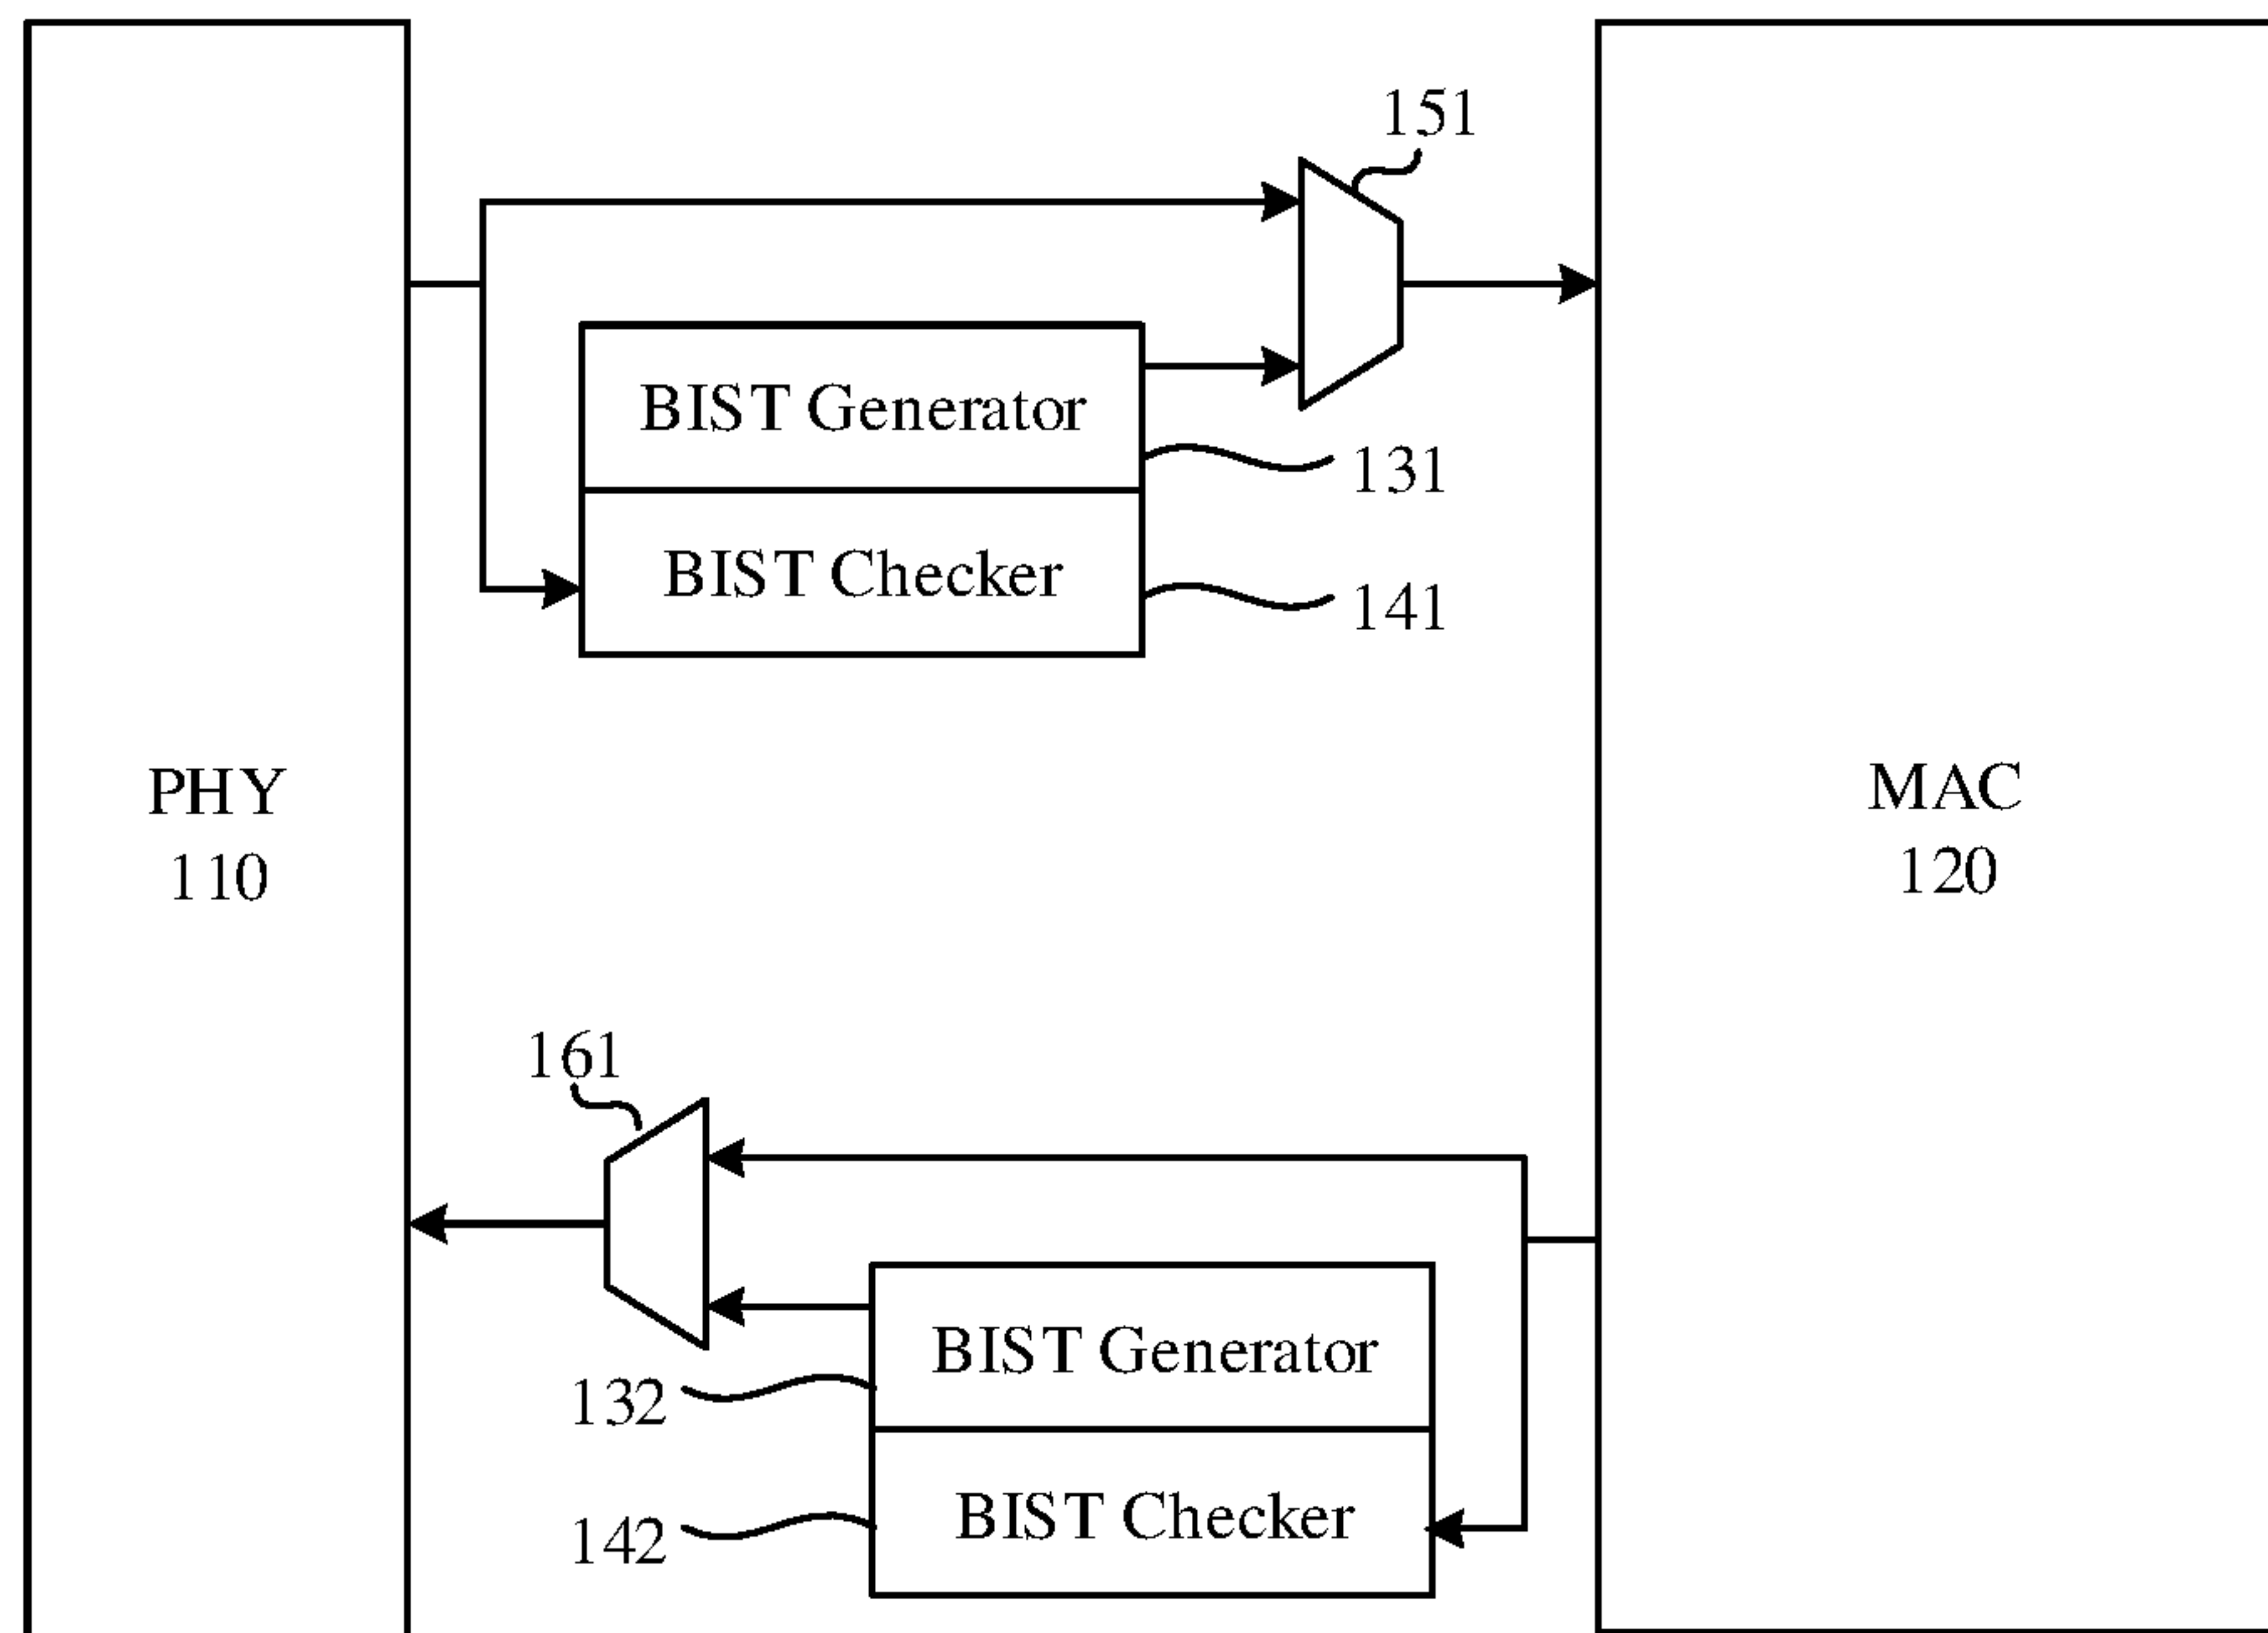 151
BIST Generator
131
BIST Checker
141
PHY
110
MAC
120
161
BIST Generator
132
BIST Checker
142